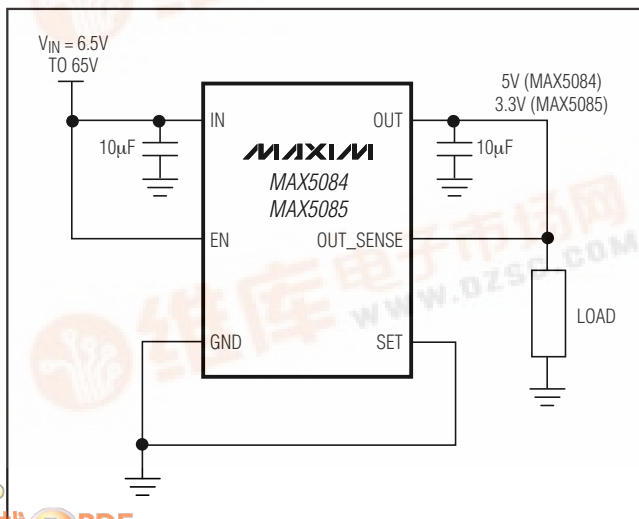 VIN = 6.5V
TO 65V
5V (MAX5084)
3.3V (MAX5085)
IN
OUT
10µF
10µF
MAXIM
MAX5084
MAX5085
EN
OUT_SENSE
维库电子市场网
WWW.DZSC.COM
LOAD
GND
SET
PDF